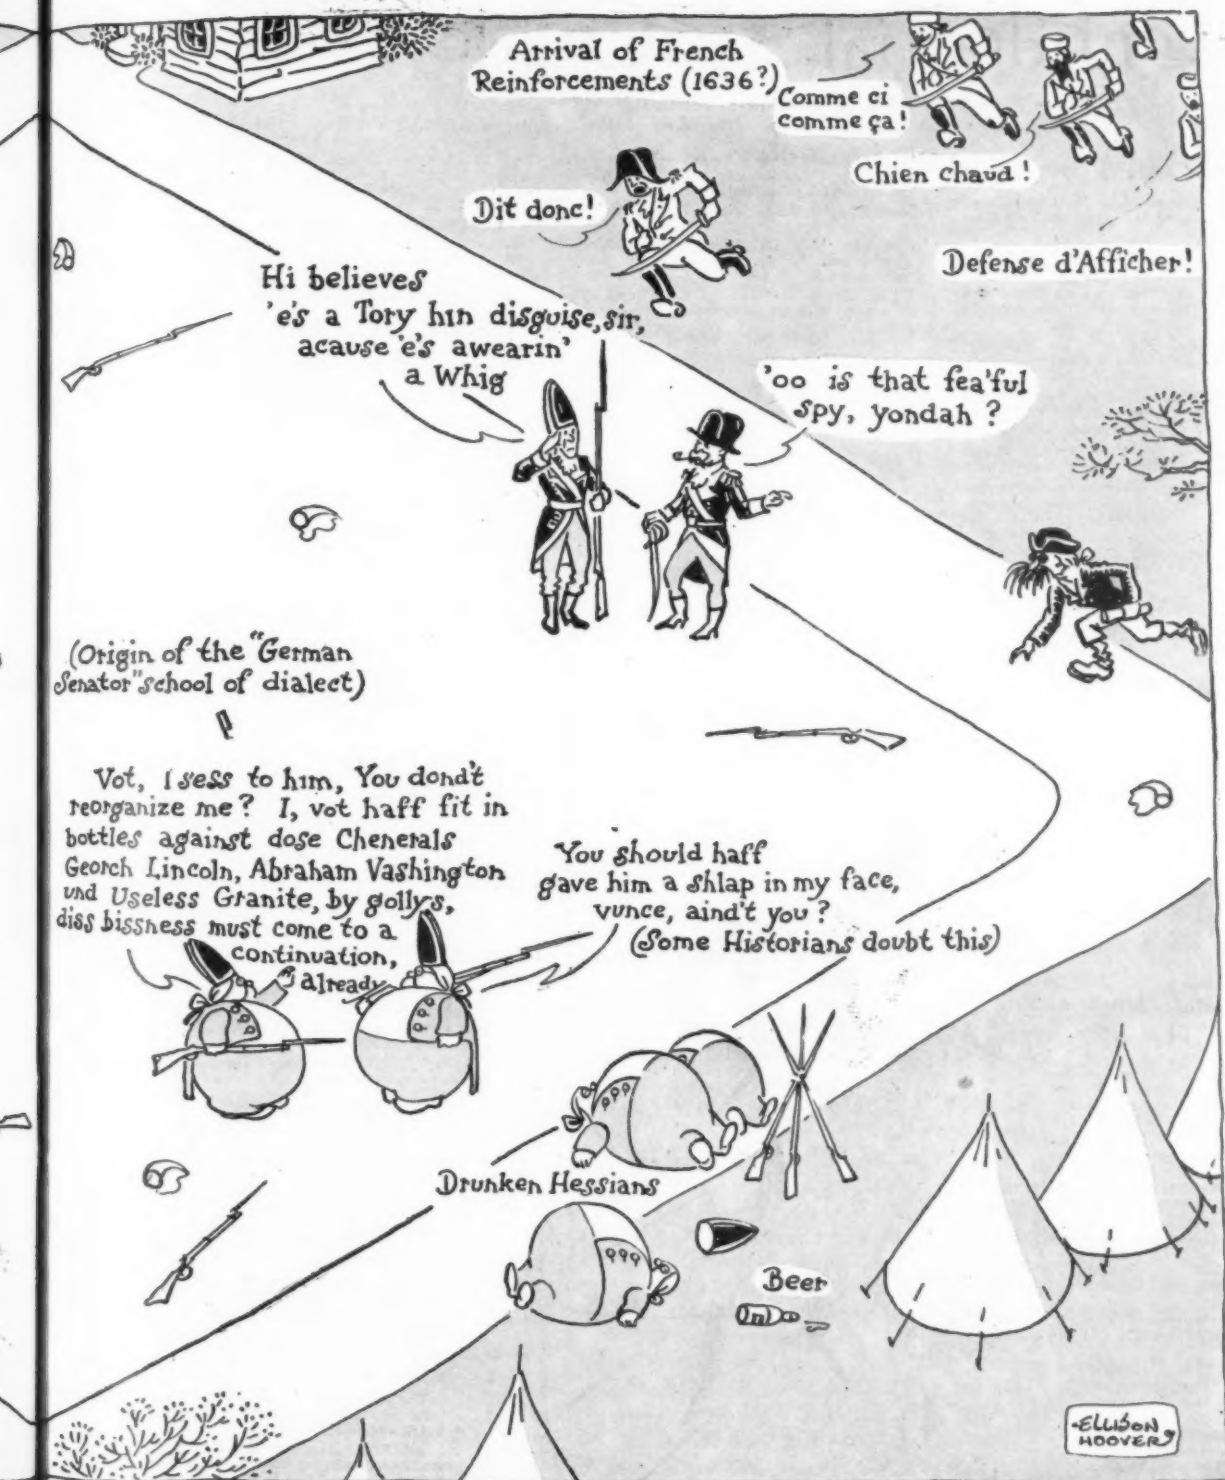 Arrival of French
Reinforcements (1636?)
Comme ci
comme ça!
Chien chaud!
Dit donc!
Defense d'Afficher!
Hi believes
'e's a Tory hin disguise, sir,
acause 'e's awearin'
a Whig
'oo is that fea'ful
spy, yondah?
(Origin of the "German
Senator" school of dialect)
Vot, I sess to him, You dond't
reorganize me? I, vot haff fit in
bottles against dose Chenerals
Georch Lincoln, Abraham Vashington
und Useless Granite, by gollys,
diss bissness must come to a
continuation,
already
You should haff
gave him a shlap in my face,
vunce, aind't you?
(Some Historians doubt this)
Drunken Hessians
Beer
ELLISON
HOOVER